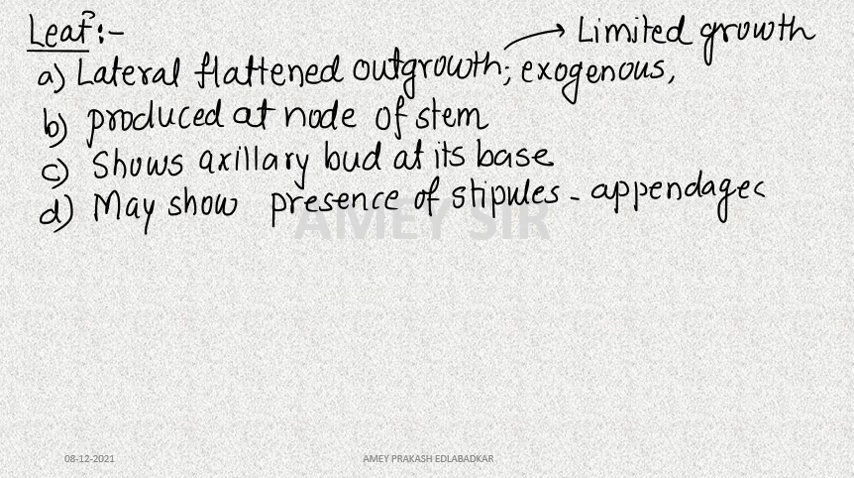 Leaf:-
→ Limited growth
a) Lateral flattened outgrowth; exogenous,
b) produced at node of stem
c) Shows axillary bud at its base
d) May show presence of stipules - appendages
AMEY SIR
08-12-2021
AMEY PRAKASH EDLABADKAR